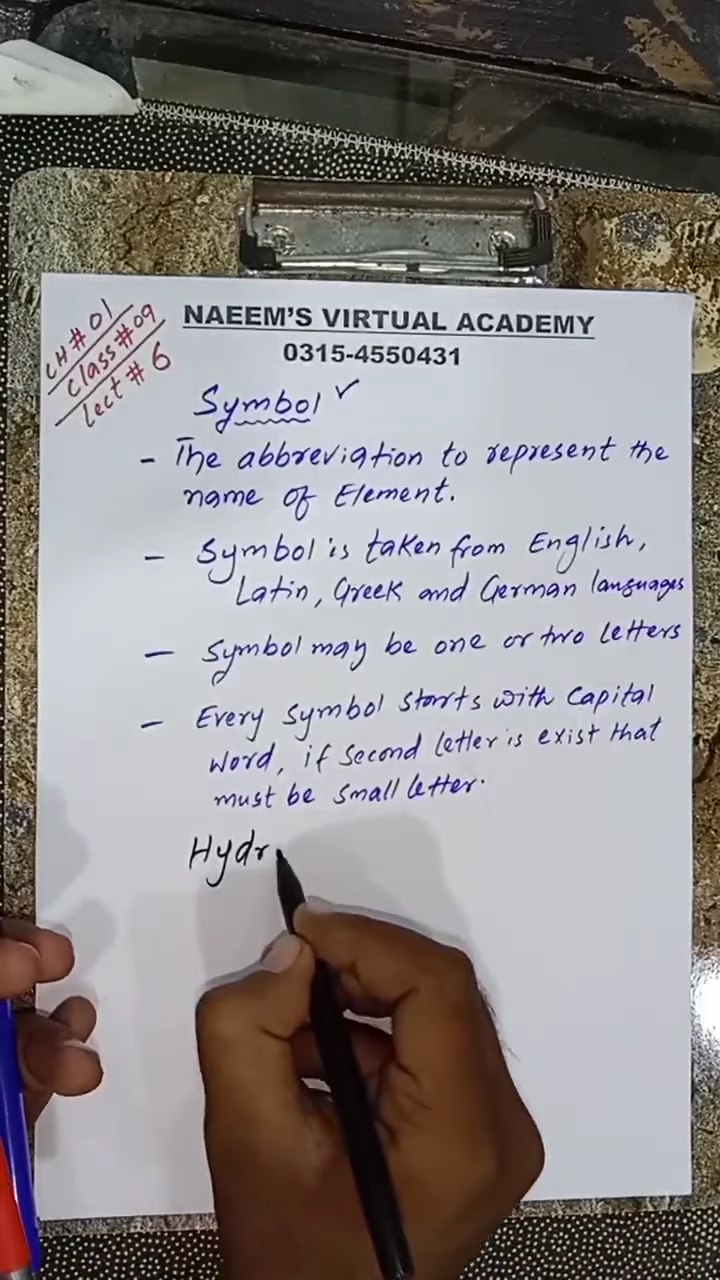 CH # 01
Class # 09
Lect # 6
NAEEM'S VIRTUAL ACADEMY
0315-4550431
Symbol ✓
- The abbreviation to represent the
name of Element.
- Symbol is taken from English,
Latin, Greek and German languages
- Symbol may be one or two letters
- Every symbol starts with Capital
word, if second letter is exist that
must be small letter.
Hydr